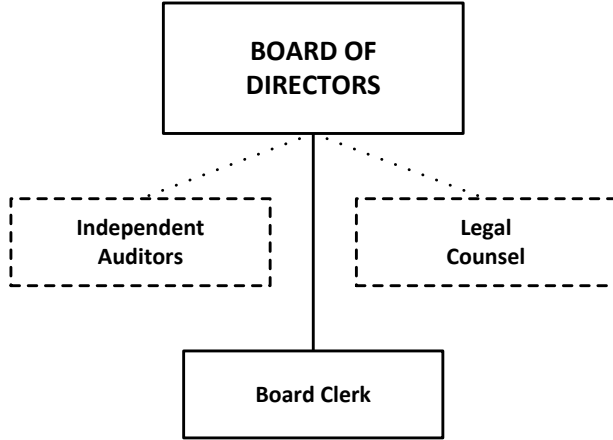 BOARD OF
DIRECTORS
Independent
Auditors
Legal
Counsel
Board Clerk